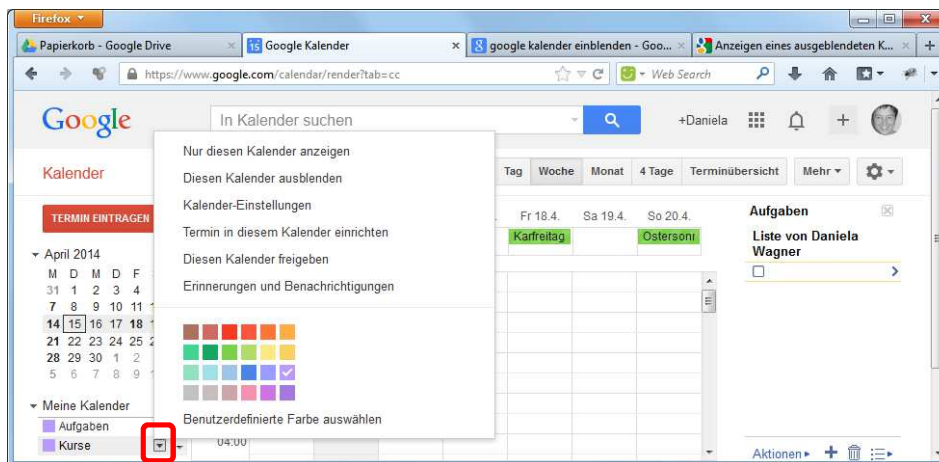 Firefox
Papierkorb - Google Drive
Google Kalender
google kalender einblenden - Goo...
Anzeigen eines ausgeblendeten K...
https://www.google.com/calendar/render?tab=cc
Web Search
Google
In Kalender suchen
+Daniela
Kalender
Tag Woche Monat 4 Tage Terminübersicht Mehr
TERMIN EINTRAGEN
Nur diesen Kalender anzeigen
Diesen Kalender ausblenden
Kalender-Einstellungen
Termin in diesem Kalender einrichten
Diesen Kalender freigeben
Erinnerungen und Benachrichtigungen
Benutzerdefinierte Farbe auswählen
Fr 18.4. Sa 19.4. So 20.4.
Karfreitag Ostersonn
Aufgaben
Liste von Daniela
Wagner
April 2014
M D M D F
31 1 2 3 4
7 8 9 10 11
14 15 16 17 18
21 22 23 24 25
28 29 30 1 2
5 6 7 8 9
Meine Kalender
Aufgaben
Kurse
04:00
Aktionen